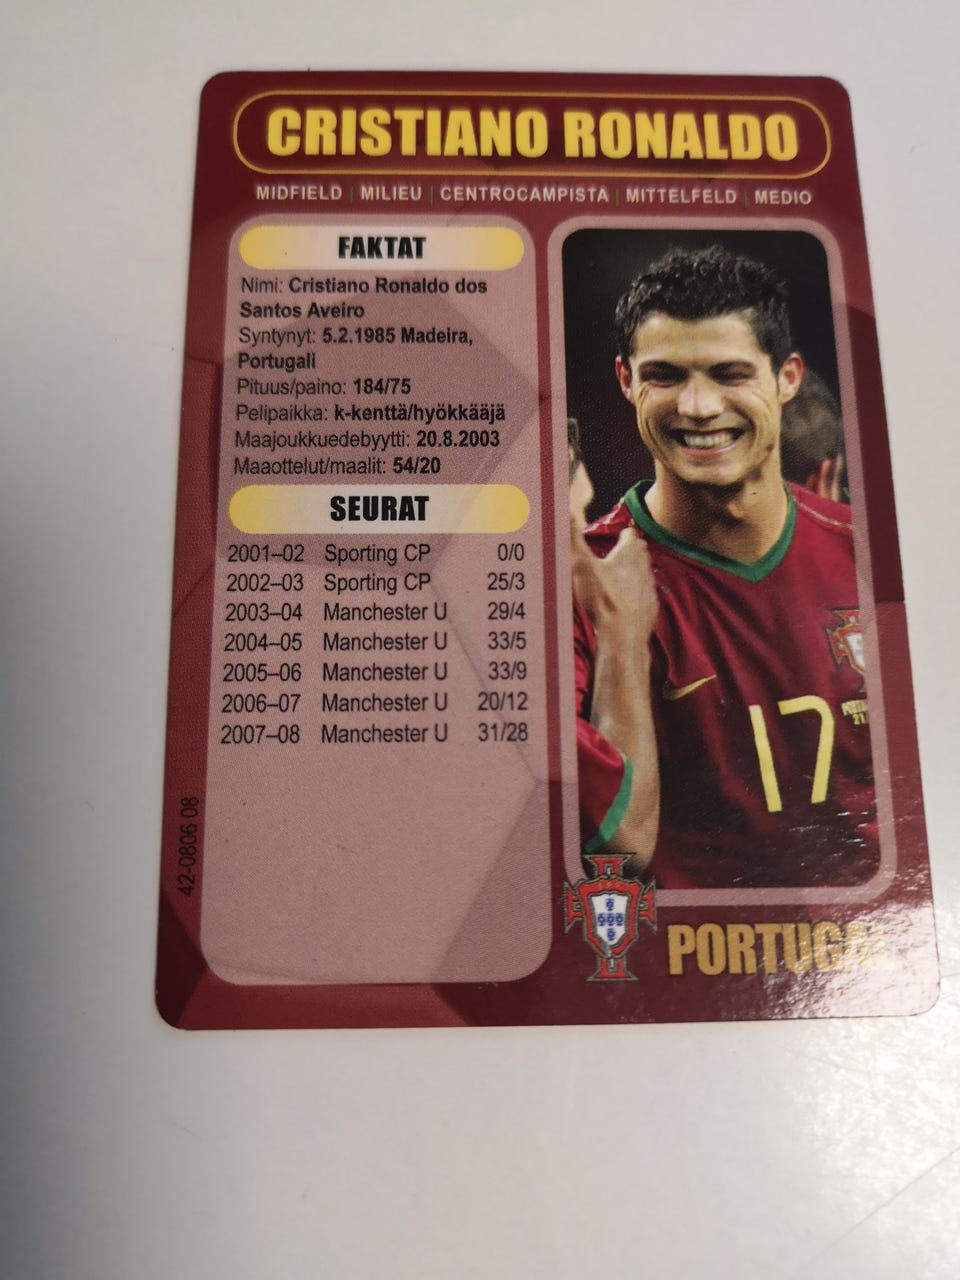 CRISTIANO RONALDO
MIDFIELD | MILIEU | CENTROCAMPISTA | MITTELFELD | MEDIO
FAKTAT
Nimi: Cristiano Ronaldo dos
Santos Aveiro
Syntynyt: 5.2.1985 Madeira,
Portugali
Pituus/paino: 184/75
Pelipaikka: k-kenttä/hyökkääjä
Maajoukkuedebyytti: 20.8.2003
Maaottelut/maalit: 54/20
SEURAT
2001–02 Sporting CP 0/0
2002–03 Sporting CP 25/3
2003–04 Manchester U 29/4
2004–05 Manchester U 33/5
2005–06 Manchester U 33/9
2006–07 Manchester U 20/12
2007–08 Manchester U 31/28
42-0806 08
17
PORTUGAL